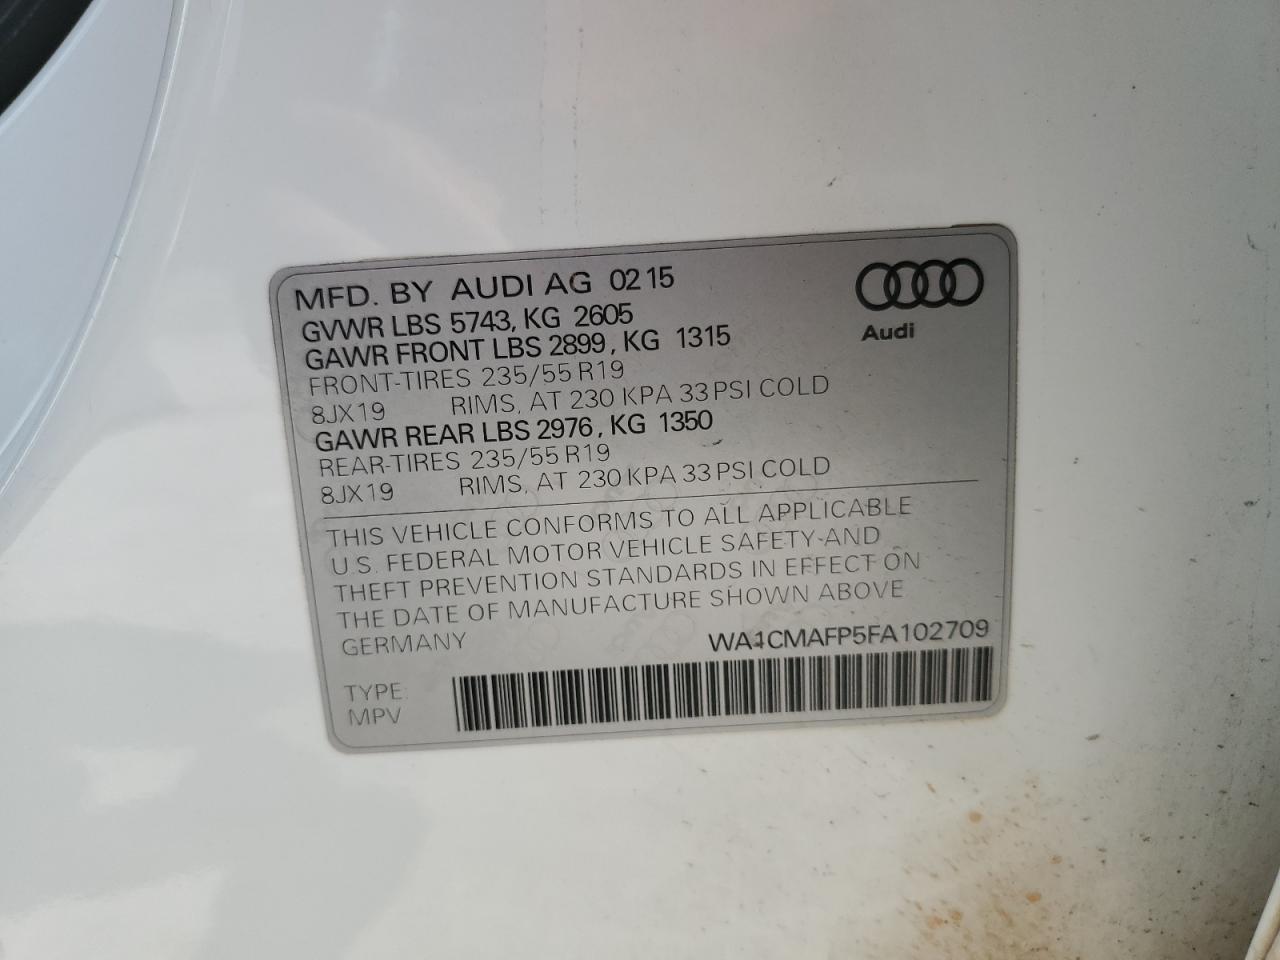 MFD. BY AUDI AG 02 15
Audi
GVWR LBS 5743, KG 2605
GAWR FRONT LBS 2899, KG 1315
FRONT-TIRES 235/55 R19
8JX19 RIMS, AT 230 KPA 33 PSI COLD
GAWR REAR LBS 2976, KG 1350
REAR-TIRES 235/55 R19
8JX19 RIMS, AT 230 KPA 33 PSI COLD
THIS VEHICLE CONFORMS TO ALL APPLICABLE
U.S. FEDERAL MOTOR VEHICLE SAFETY AND
THEFT PREVENTION STANDARDS IN EFFECT ON
THE DATE OF MANUFACTURE SHOWN ABOVE
GERMANY WA1CMAFP5FA102709
TYPE:
MPV